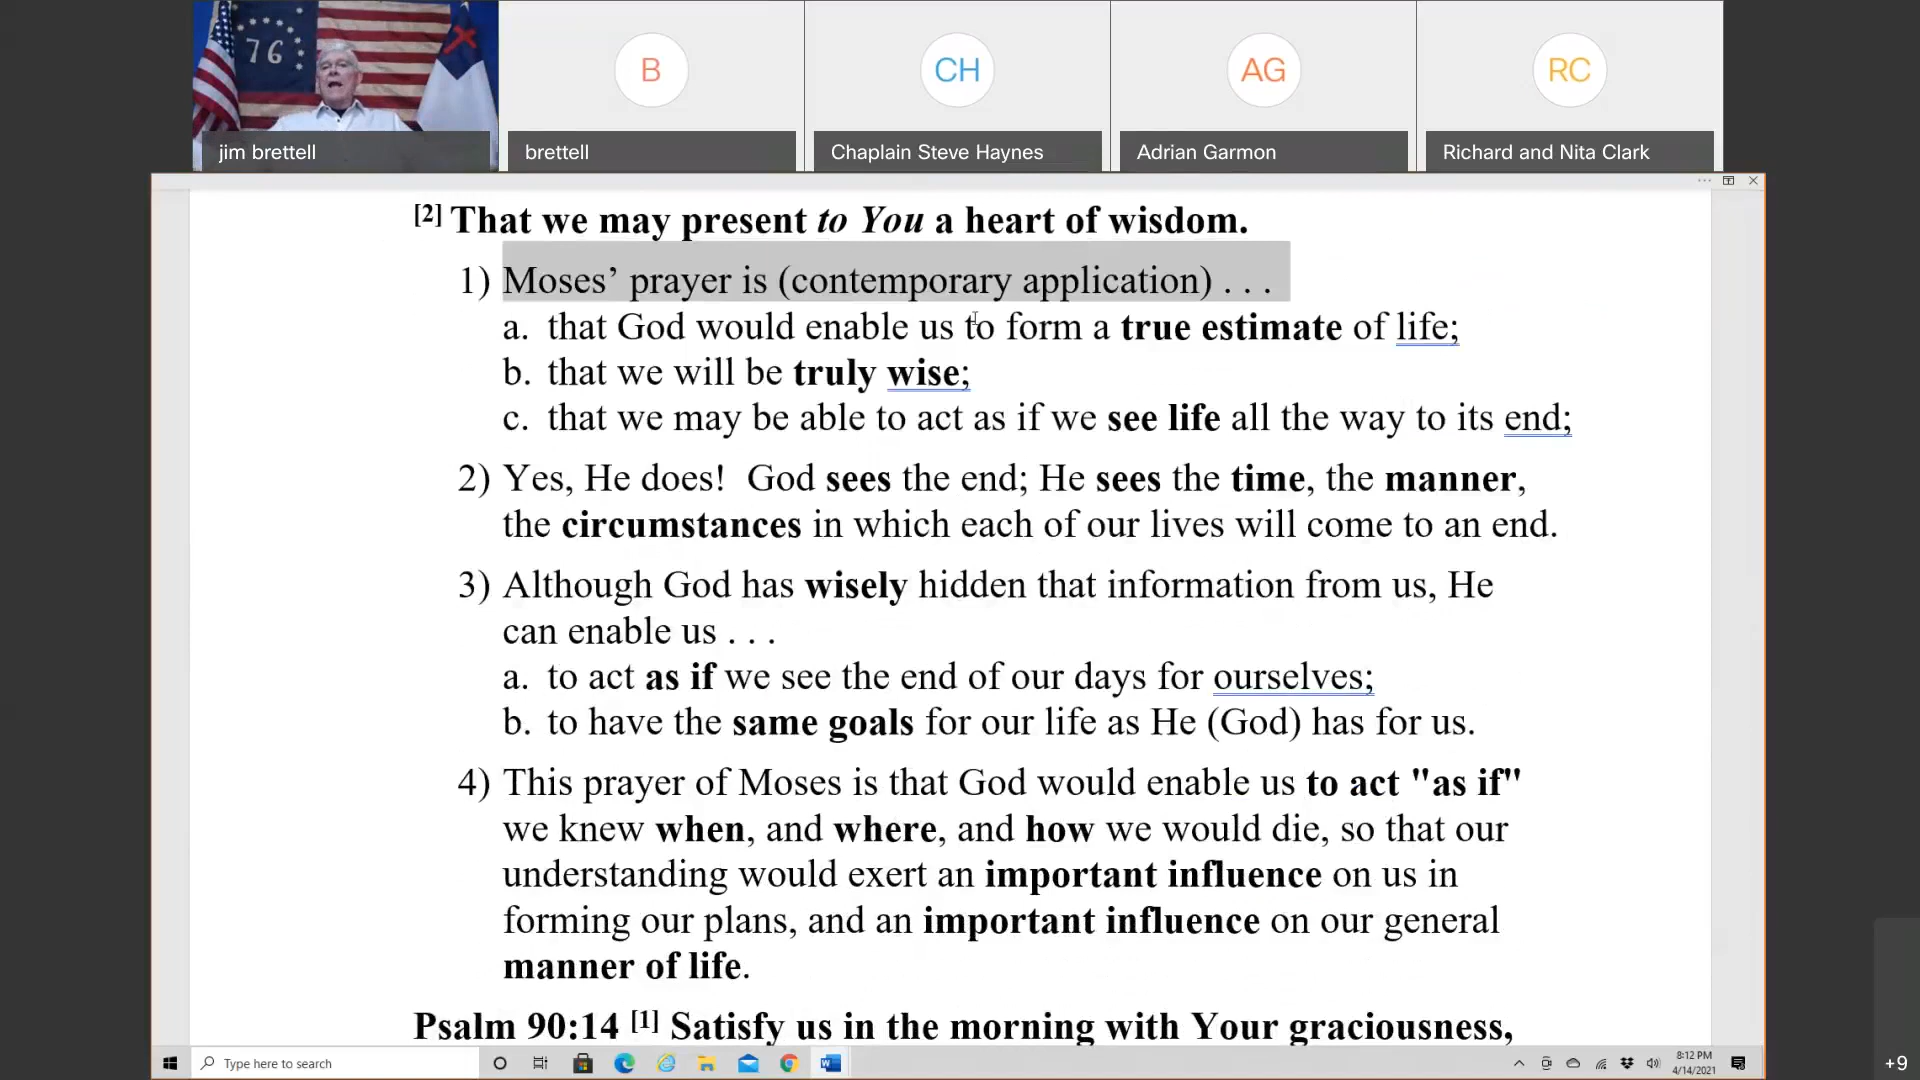 76
B
CH
AG
RC
jim brettell
brettell
Chaplain Steve Haynes
Adrian Garmon
Richard and Nita Clark
[2] That we may present to You a heart of wisdom.
1) Moses’ prayer is (contemporary application) . . .
a. that God would enable us to form a true estimate of life;
b. that we will be truly wise;
c. that we may be able to act as if we see life all the way to its end;
2) Yes, He does!  God sees the end; He sees the time, the manner,
the circumstances in which each of our lives will come to an end.
3) Although God has wisely hidden that information from us, He
can enable us . . .
a. to act as if we see the end of our days for ourselves;
b. to have the same goals for our life as He (God) has for us.
4) This prayer of Moses is that God would enable us to act "as if"
we knew when, and where, and how we would die, so that our
understanding would exert an important influence on us in
forming our plans, and an important influence on our general
manner of life.
Psalm 90:14 [1] Satisfy us in the morning with Your graciousness,
Type here to search
8:12 PM
4/14/2021
+9